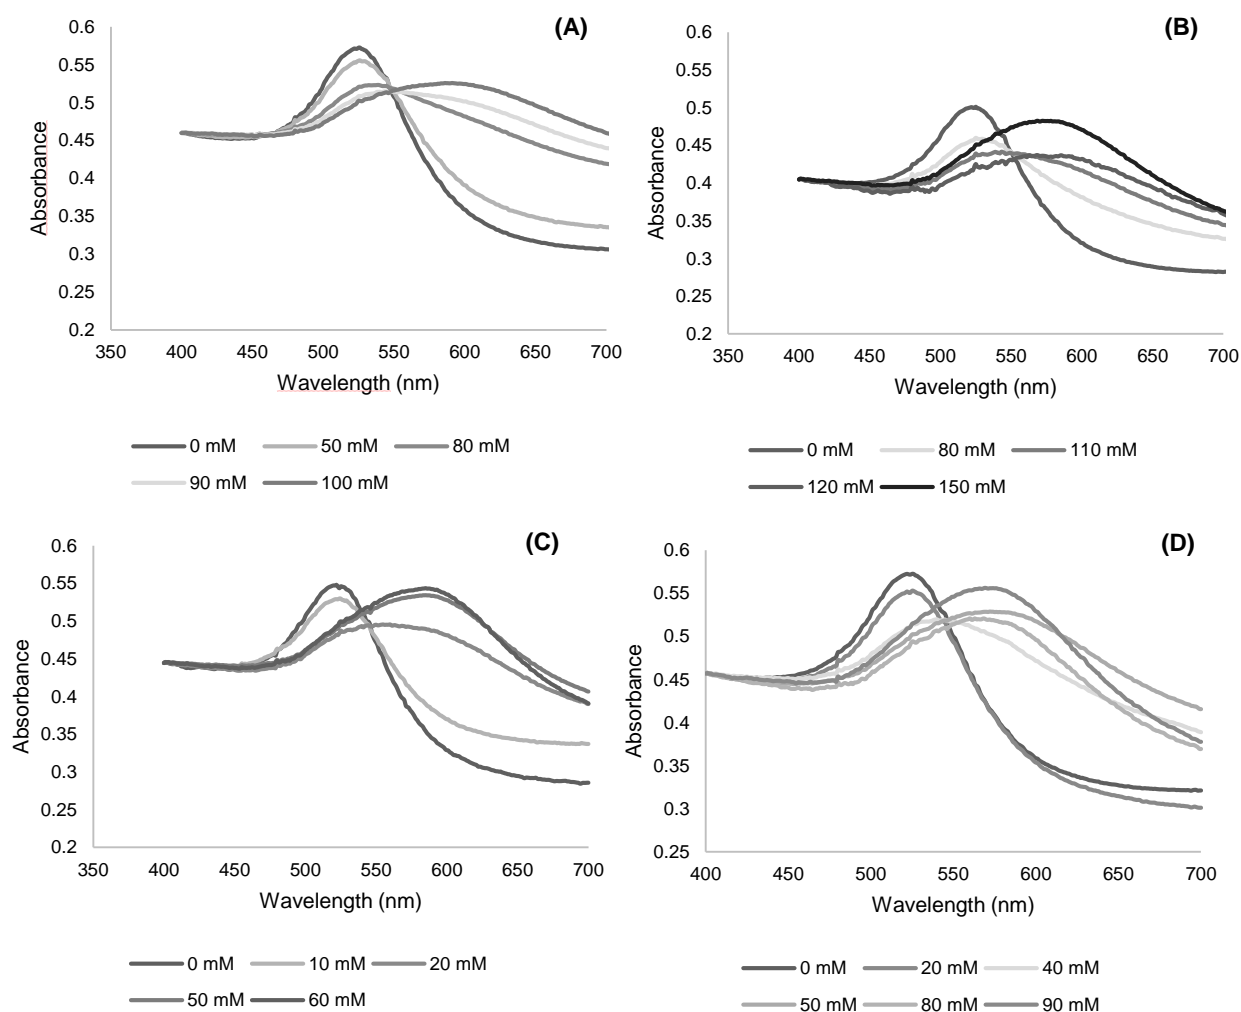 (A)
0.6
0.55
0.5
0.45
0.4
0.35
0.3
0.25
0.2
Absorbance
350 400 450 500 550 600 650 700
Wavelength (nm)
0 mM 50 mM 80 mM
90 mM 100 mM
(B)
0.6
0.55
0.5
0.45
0.4
0.35
0.3
0.25
0.2
Absorbance
350 400 450 500 550 600 650 700
Wavelength (nm)
0 mM 80 mM 110 mM
120 mM 150 mM
(C)
0.6
0.55
0.5
0.45
0.4
0.35
0.3
0.25
0.2
Absorbance
350 400 450 500 550 600 650 700
Wavelength (nm)
0 mM 10 mM 20 mM
50 mM 60 mM
(D)
0.6
0.55
0.5
0.45
0.4
0.35
0.3
0.25
Absorbance
400 450 500 550 600 650 700
Wavelength (nm)
0 mM 20 mM 40 mM
50 mM 80 mM 90 mM